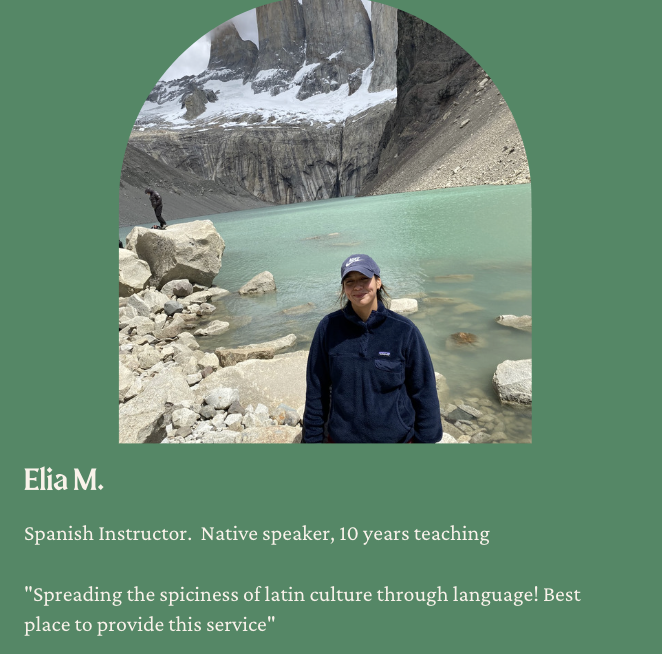 Elia M.
Spanish Instructor.  Native speaker, 10 years teaching
"Spreading the spiciness of latin culture through language! Best
place to provide this service"